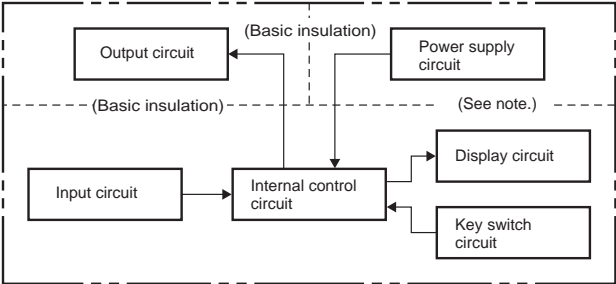 Output circuit
(Basic insulation)
Power supply
circuit
(Basic insulation)
(See note.)
Input circuit
Internal control
circuit
Display circuit
Key switch
circuit